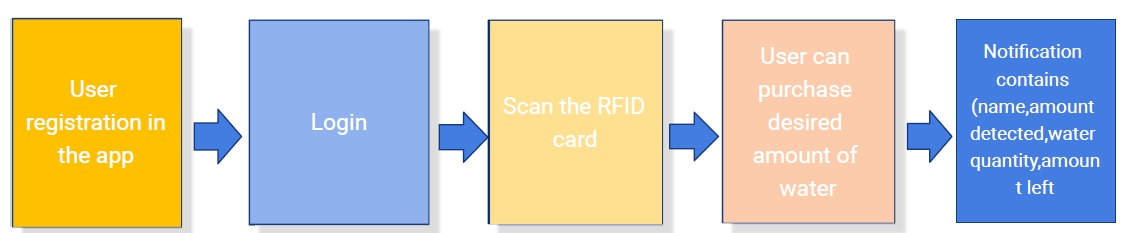 User
registration in
the app
Login
Scan the RFID
card
User can
purchase
desired
amount of
water
Notification
contains
(name,amount
detected,water
quantity,amoun
t left